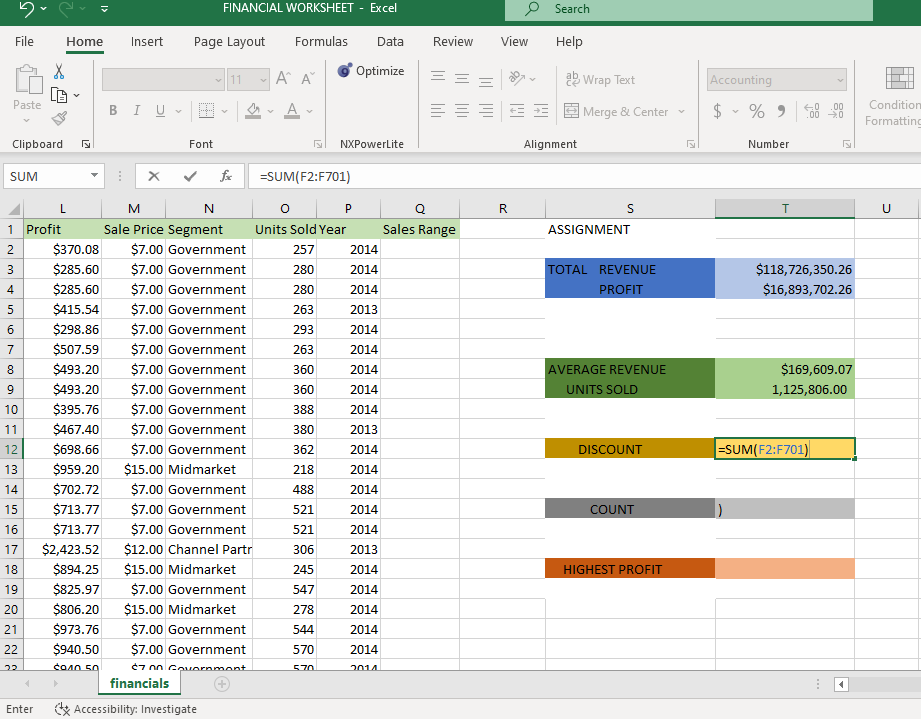 FINANCIAL WORKSHEET - Excel Search
File Home Insert Page Layout Formulas Data Review View Help
Paste 11 A^ A˅ Optimize ab Wrap Text Accounting Condition
B I U A Merge & Center $ % 9 .00 Formatting
Clipboard Font NXPowerLite Alignment Number
SUM fx =SUM(F2:F701)
L M N O P Q R S T U
1 Profit Sale Price Segment Units Sold Year Sales Range ASSIGNMENT
2 $370.08 $7.00 Government 257 2014
3 $285.60 $7.00 Government 280 2014 TOTAL REVENUE $118,726,350.26
4 $285.60 $7.00 Government 280 2014 PROFIT $16,893,702.26
5 $415.54 $7.00 Government 263 2013
6 $298.86 $7.00 Government 293 2014
7 $507.59 $7.00 Government 263 2014
8 $493.20 $7.00 Government 360 2014 AVERAGE REVENUE $169,609.07
9 $493.20 $7.00 Government 360 2014 UNITS SOLD 1,125,806.00
10 $395.76 $7.00 Government 388 2014
11 $467.40 $7.00 Government 380 2013
12 $698.66 $7.00 Government 362 2014 DISCOUNT =SUM(F2:F701)
13 $959.20 $15.00 Midmarket 218 2014
14 $702.72 $7.00 Government 488 2014
15 $713.77 $7.00 Government 521 2014 COUNT )
16 $713.77 $7.00 Government 521 2014
17 $2,423.52 $12.00 Channel Partr 306 2013
18 $894.25 $15.00 Midmarket 245 2014 HIGHEST PROFIT
19 $825.97 $7.00 Government 547 2014
20 $806.20 $15.00 Midmarket 278 2014
21 $973.76 $7.00 Government 544 2014
22 $940.50 $7.00 Government 570 2014
23 $940.50 $7.00 Government 570 2014
financials
Enter Accessibility: Investigate